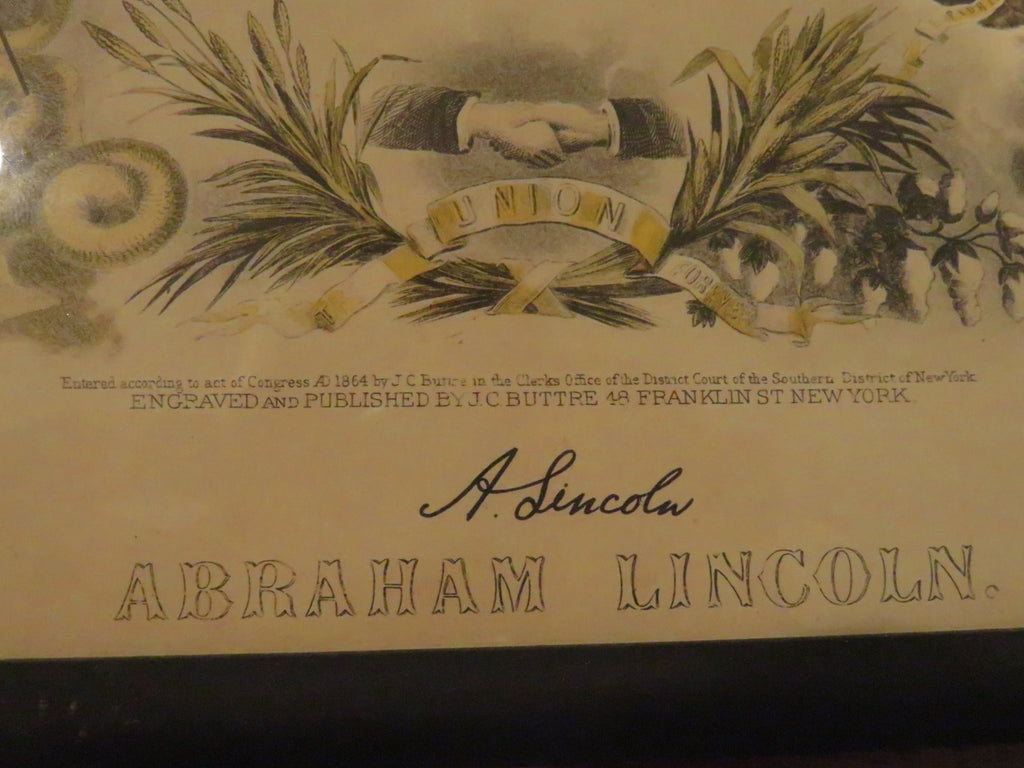 UNION
FOREVER
Entered according to act of Congress AD 1864 by J C Buttre in the Clerks Office of the District Court of the Southern District of New York
ENGRAVED AND PUBLISHED BY J.C. BUTTRE 48 FRANKLIN ST NEW YORK.
A. Lincoln
ABRAHAM LINCOLN.